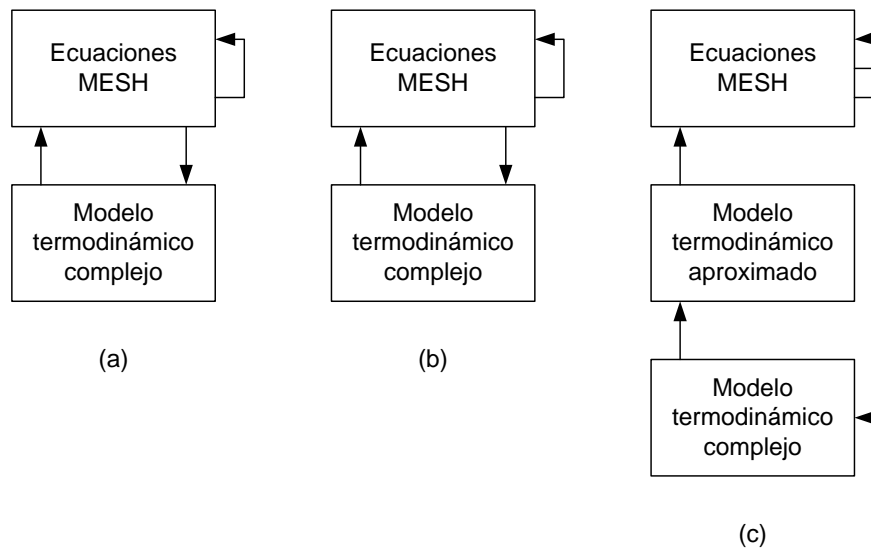 Ecuaciones
MESH
Modelo
termodinámico
complejo
(a)
Ecuaciones
MESH
Modelo
termodinámico
complejo
(b)
Ecuaciones
MESH
Modelo
termodinámico
aproximado
Modelo
termodinámico
complejo
(c)